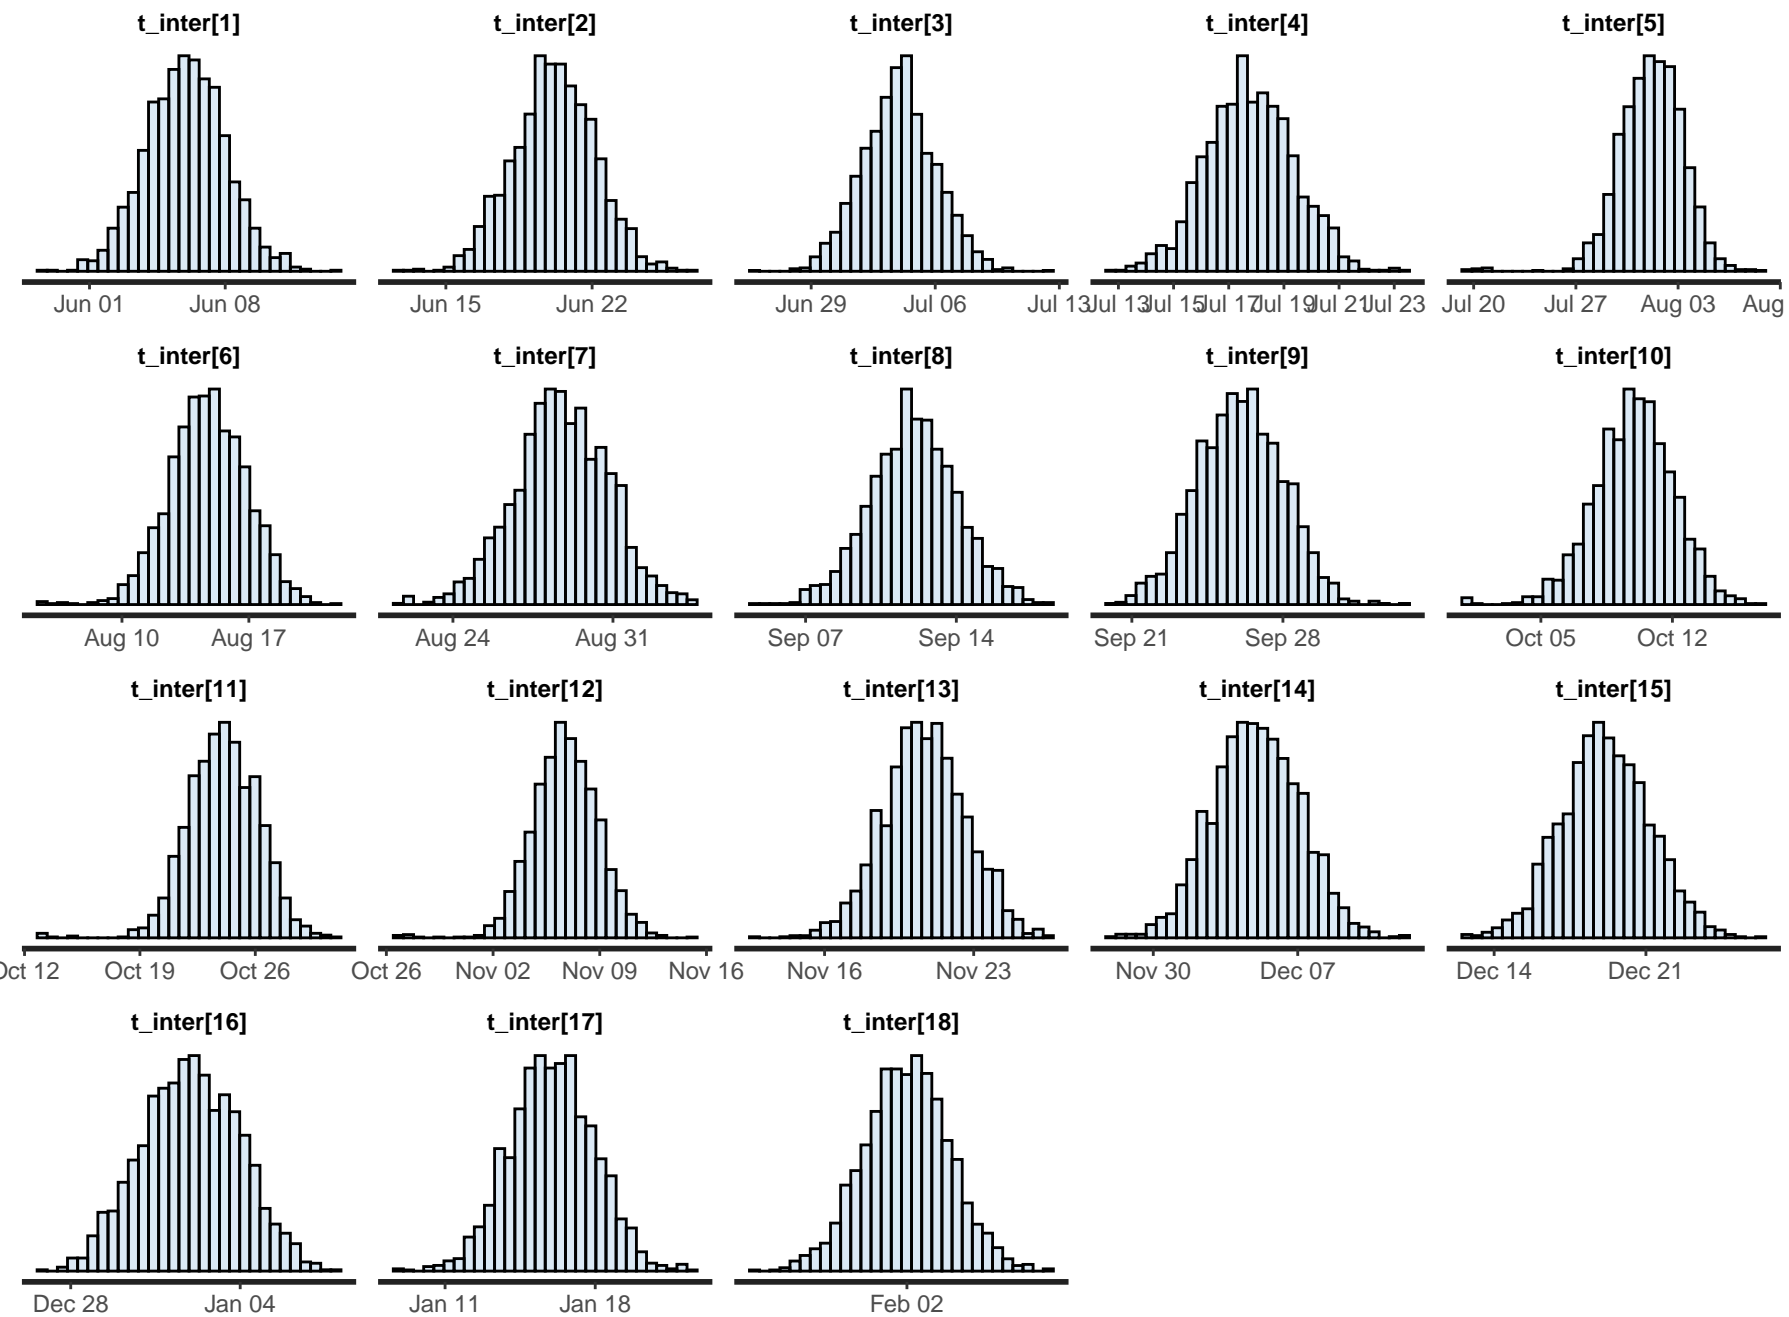 t_inter[1] t_inter[2] t_inter[3] t_inter[4] t_inter[5]
Jun 01 Jun 08 Jun 15 Jun 22 Jun 29 Jul 06 Jul 13 Jul 13 Jul 15 Jul 17 Jul 19 Jul 21 Jul 23 Jul 20 Jul 27 Aug 03 Aug
t_inter[6] t_inter[7] t_inter[8] t_inter[9] t_inter[10]
Aug 10 Aug 17 Aug 24 Aug 31 Sep 07 Sep 14 Sep 21 Sep 28 Oct 05 Oct 12
t_inter[11] t_inter[12] t_inter[13] t_inter[14] t_inter[15]
Oct 12 Oct 19 Oct 26 Oct 26 Nov 02 Nov 09 Nov 16 Nov 16 Nov 23 Nov 30 Dec 07 Dec 14 Dec 21
t_inter[16] t_inter[17] t_inter[18]
Dec 28 Jan 04 Jan 11 Jan 18 Feb 02